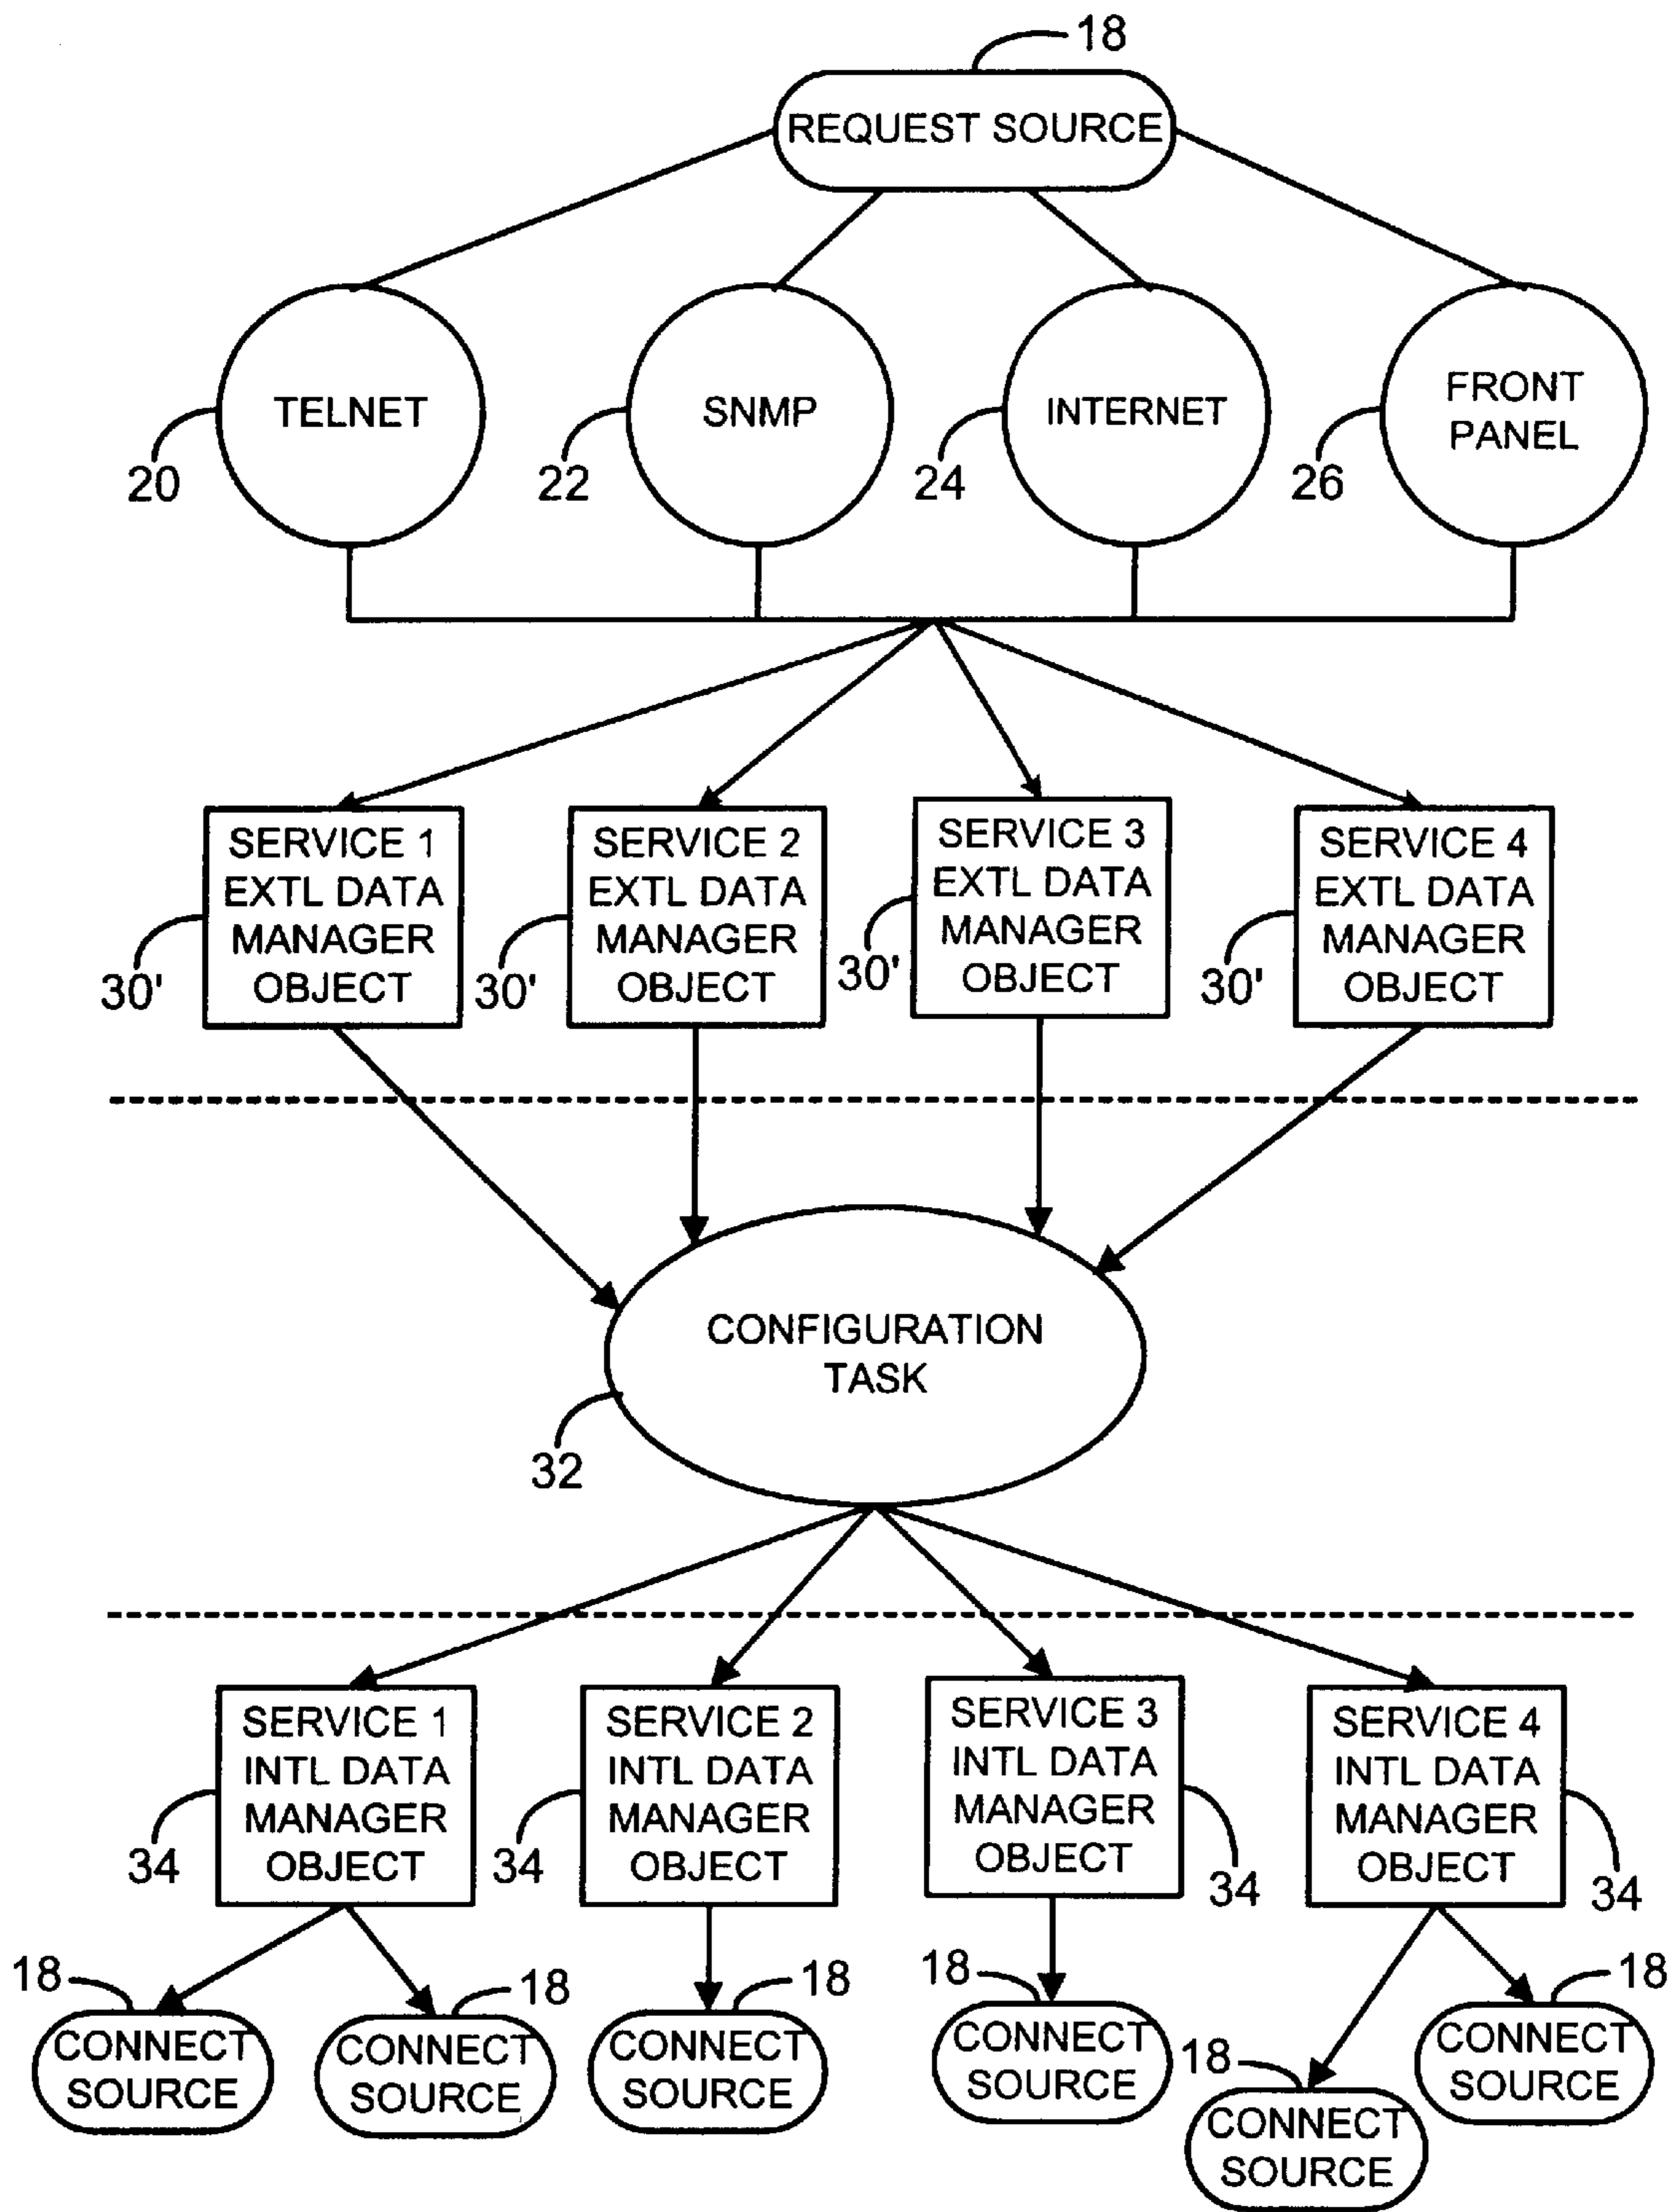 18
REQUEST SOURCE
TELNET
SNMP
INTERNET
FRONT
PANEL
20
22
24
26
SERVICE 1
EXTL DATA
MANAGER
OBJECT
30'
SERVICE 2
EXTL DATA
MANAGER
OBJECT
30'
SERVICE 3
EXTL DATA
MANAGER
OBJECT
30'
SERVICE 4
EXTL DATA
MANAGER
OBJECT
30'
CONFIGURATION
TASK
32
SERVICE 1
INTL DATA
MANAGER
OBJECT
34
SERVICE 2
INTL DATA
MANAGER
OBJECT
34
SERVICE 3
INTL DATA
MANAGER
OBJECT
34
SERVICE 4
INTL DATA
MANAGER
OBJECT
34
18
CONNECT
SOURCE
18
CONNECT
SOURCE
18
CONNECT
SOURCE
18
CONNECT
SOURCE
18
CONNECT
SOURCE
18
CONNECT
SOURCE